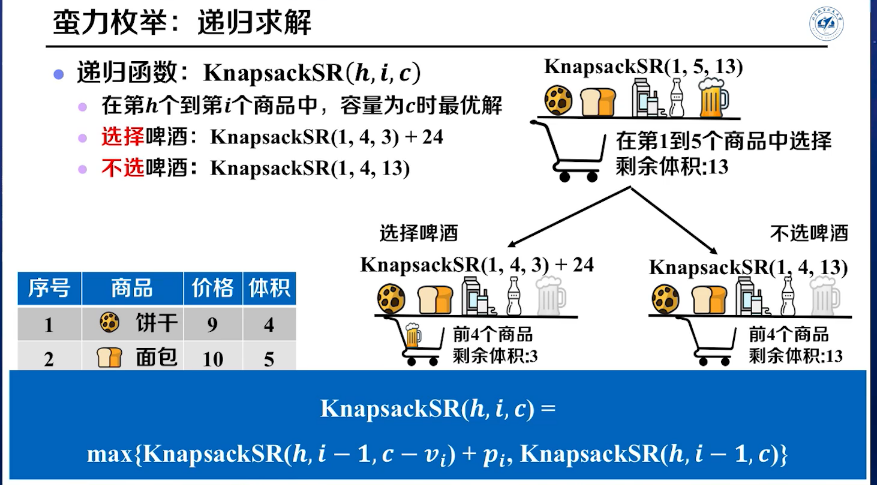 蛮力枚举：递归求解
递归函数：KnapsackSR(h, i, c)
在第h个到第i个商品中，容量为c时最优解
选择啤酒：KnapsackSR(1, 4, 3) + 24
不选啤酒：KnapsackSR(1, 4, 13)
KnapsackSR(1, 5, 13)
在第1到5个商品中选择
剩余体积:13
选择啤酒
KnapsackSR(1, 4, 3) + 24
前4个商品
剩余体积:3
不选啤酒
KnapsackSR(1, 4, 13)
前4个商品
剩余体积:13
序号 商品 价格 体积
1 饼干 9 4
2 面包 10 5
KnapsackSR(h, i, c) =
max{KnapsackSR(h, i − 1, c − vᵢ) + pᵢ, KnapsackSR(h, i − 1, c)}